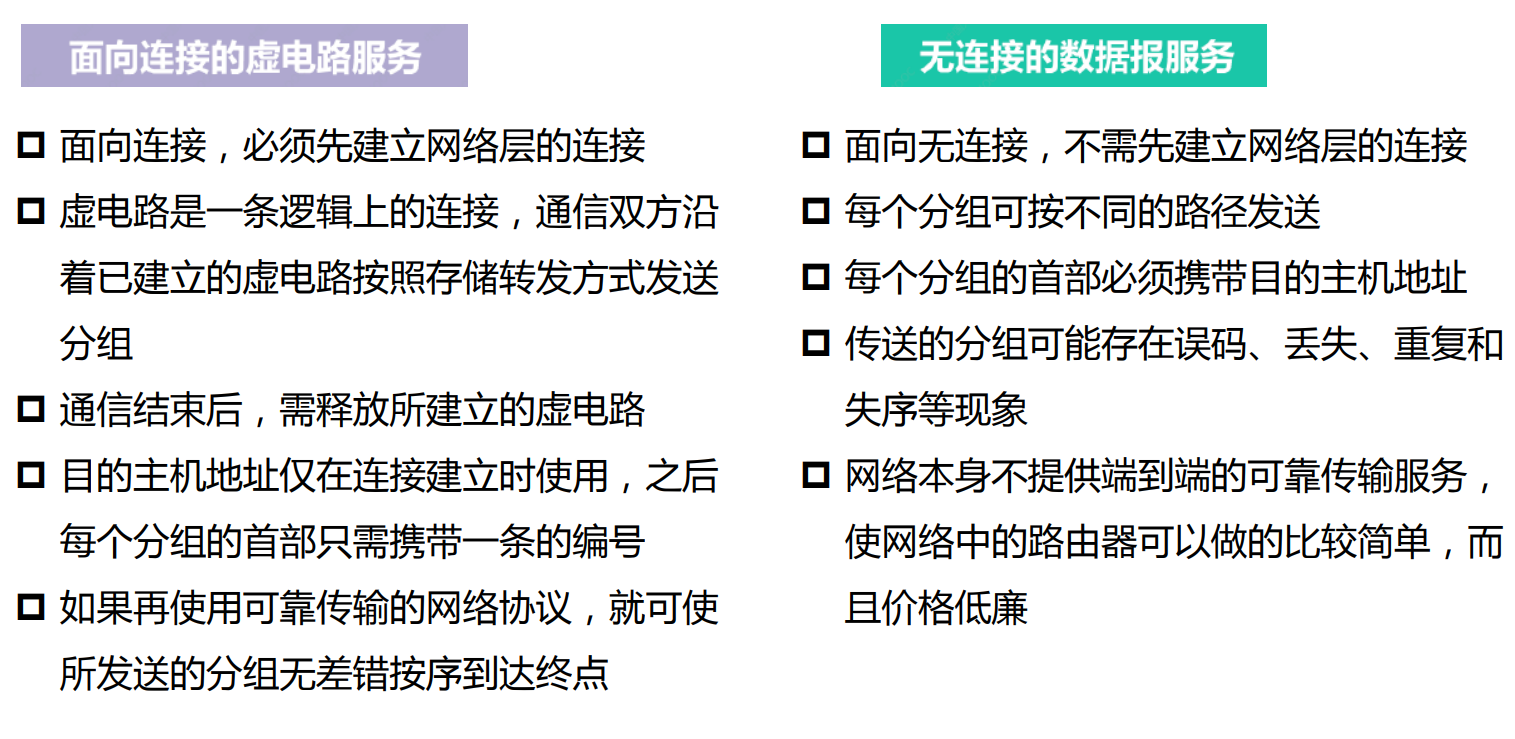 面向连接的虚电路服务
面向连接，必须先建立网络层的连接
虚电路是一条逻辑上的连接，通信双方沿
着已建立的虚电路按照存储转发方式发送
分组
通信结束后，需释放所建立的虚电路
目的主机地址仅在连接建立时使用，之后
每个分组的首部只需携带一条的编号
如果再使用可靠传输的网络协议，就可使
所发送的分组无差错按序到达终点
无连接的数据报服务
面向无连接，不需先建立网络层的连接
每个分组可按不同的路径发送
每个分组的首部必须携带目的主机地址
传送的分组可能存在误码、丢失、重复和
失序等现象
网络本身不提供端到端的可靠传输服务，
使网络中的路由器可以做的比较简单，而
且价格低廉